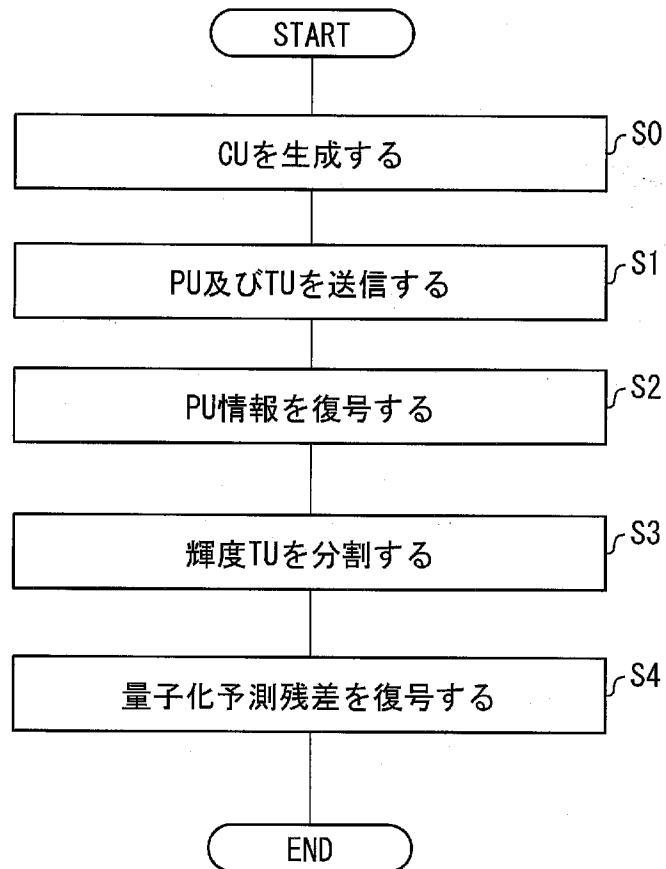 START
CUを生成する
S0
PU及びTUを送信する
S1
PU情報を復号する
S2
輝度TUを分割する
S3
量子化予測残差を復号する
S4
END